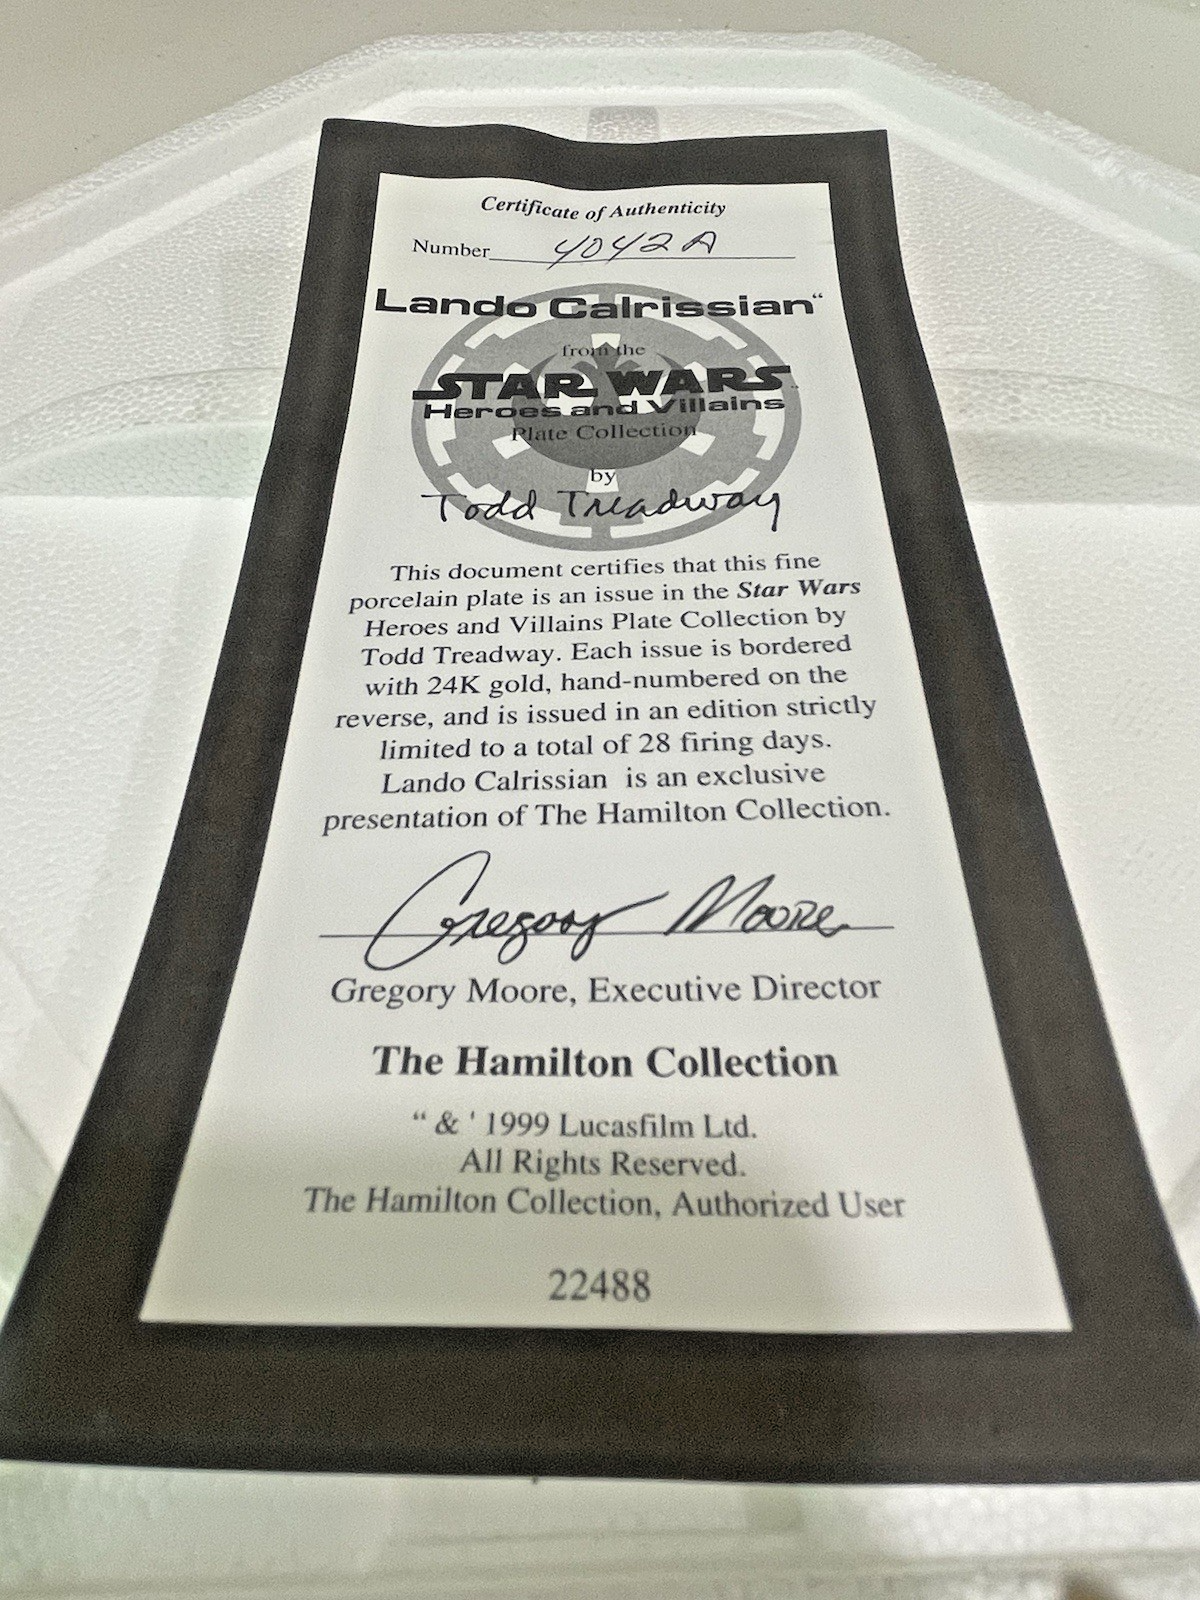 Certificate of Authenticity
Number 4042A
Lando Calrissian“
from the
STAR WARS™
Heroes and Villains
Plate Collection
by
Todd Treadway
This document certifies that this fine
porcelain plate is an issue in the Star Wars
Heroes and Villains Plate Collection by
Todd Treadway. Each issue is bordered
with 24K gold, hand-numbered on the
reverse, and is issued in an edition strictly
limited to a total of 28 firing days.
Lando Calrissian is an exclusive
presentation of The Hamilton Collection.
Gregory Moore
Gregory Moore, Executive Director
The Hamilton Collection
“ & ' 1999 Lucasfilm Ltd.
All Rights Reserved.
The Hamilton Collection, Authorized User
22488